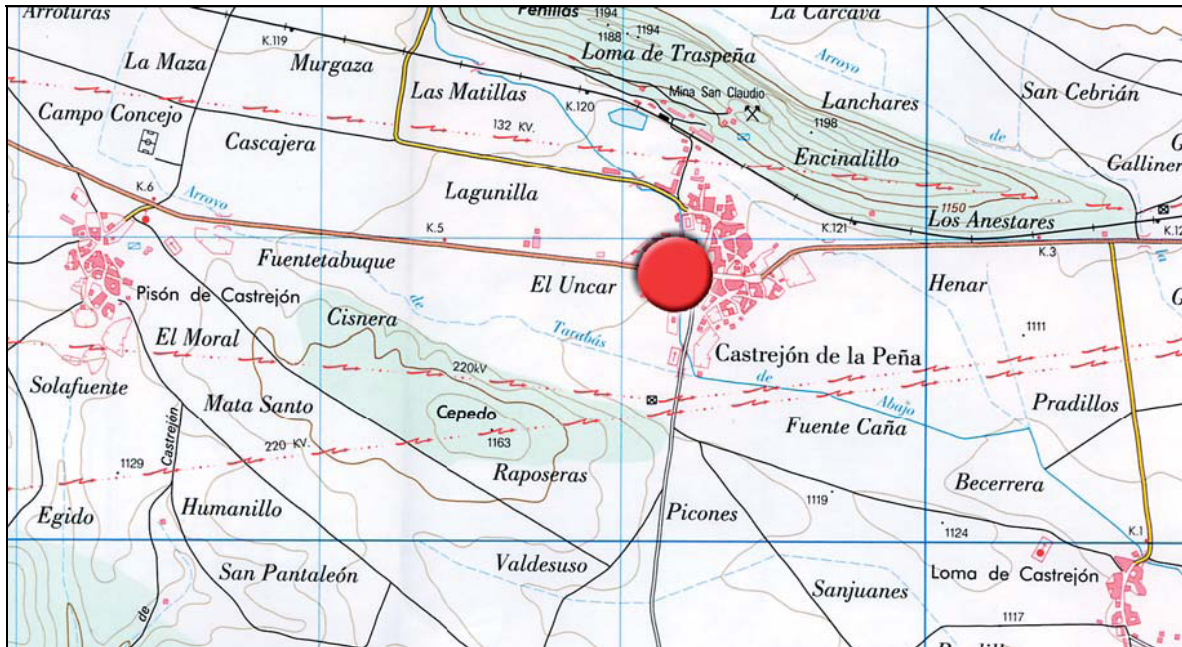 Arroturas
Penillas
1194
1194
1188
La Cárcava
K.119
La Maza
Murgaza
Loma de Traspeña
Arroyo
Las Matillas
Mina San Claudio
K.120
Lanchares
San Cebrián
Campo Concejo
132 KV.
1198
de
Cascajera
Encinalillo
Arroyo
K.6
Lagunilla
1150
Los Anestares
K.5
K.121
K.3
la
Fuentetabuque
El Uncar
Henar
Pisón de Castrejón
de
Cisnera
Tarabás
1111
El Moral
Castrejón de la Peña
220kV
de
Solafuente
Mata Santo
Cepedo
Abajo
Pradillos
1163
Fuente Caña
Castrejón
220 KV.
1129
Raposeras
Becerrera
1119
Egido
Humanillo
Picones
1124
K.1
Valdesuso
San Pantaleón
Sanjuanes
Loma de Castrejón
de
1117